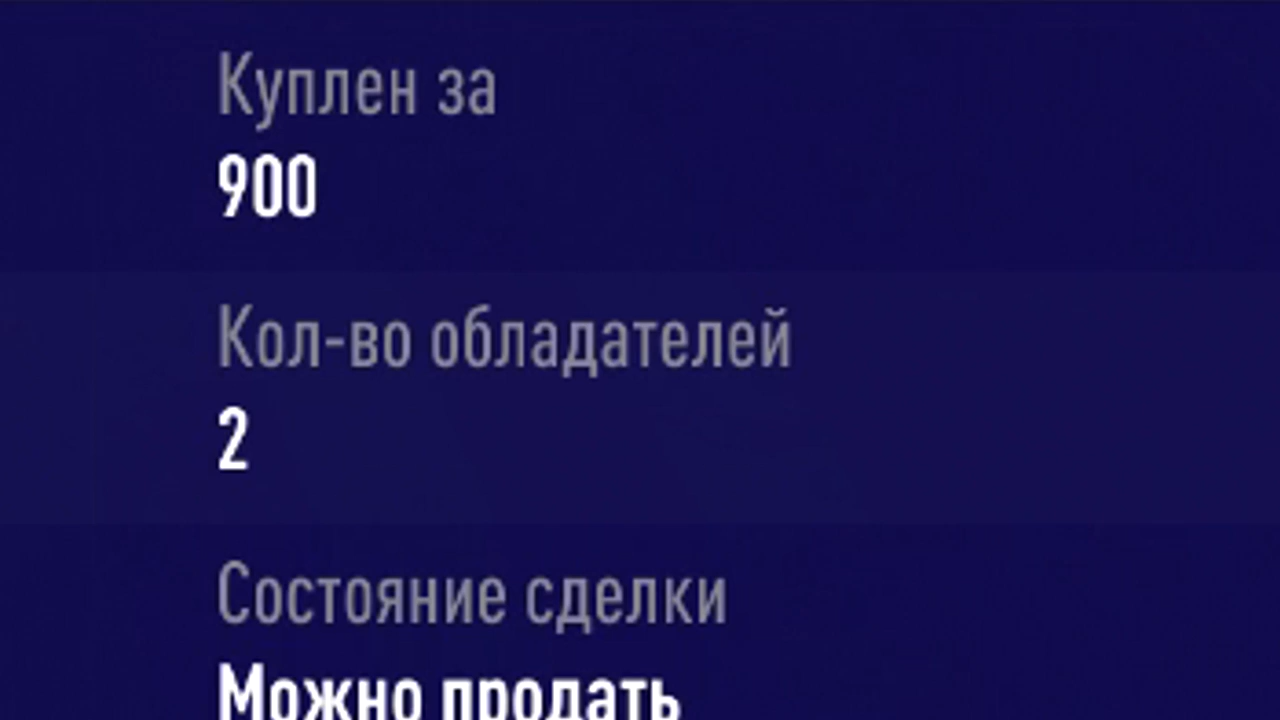 Куплен за
900
Кол-во обладателей
2
Состояние сделки
Можно продать